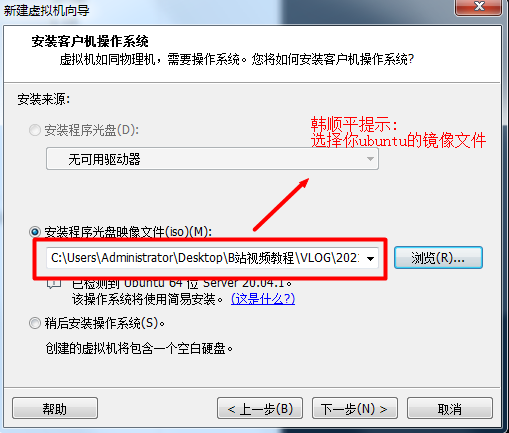 新建虚拟机向导
安装客户机操作系统
虚拟机如同物理机，需要操作系统。您将如何安装客户机操作系统?
安装来源:
安装程序光盘(D):
无可用驱动器
韩顺平提示:
选择你ubuntu的镜像文件
安装程序光盘映像文件(iso)(M):
C:\Users\Administrator\Desktop\B站视频教程\VLOG\202
浏览(R)...
已检测到 Ubuntu 64 位 Server 20.04.1。
该操作系统将使用简易安装。 (这是什么?)
稍后安装操作系统(S)。
创建的虚拟机将包含一个空白硬盘。
帮助
< 上一步(B)
下一步(N) >
取消